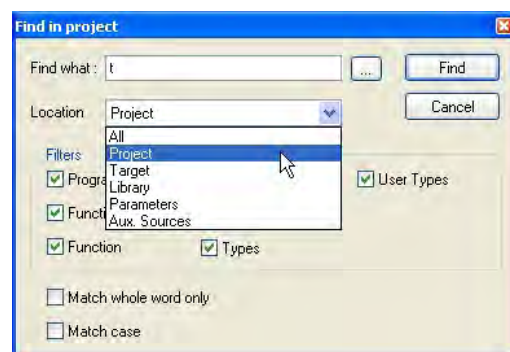 Find in project
Find what :
t
...
Find
Location
Project
Cancel
All
Project
Target
Library
Parameters
Aux. Sources
Filters
User Types
Function
Types
Match whole word only
Match case